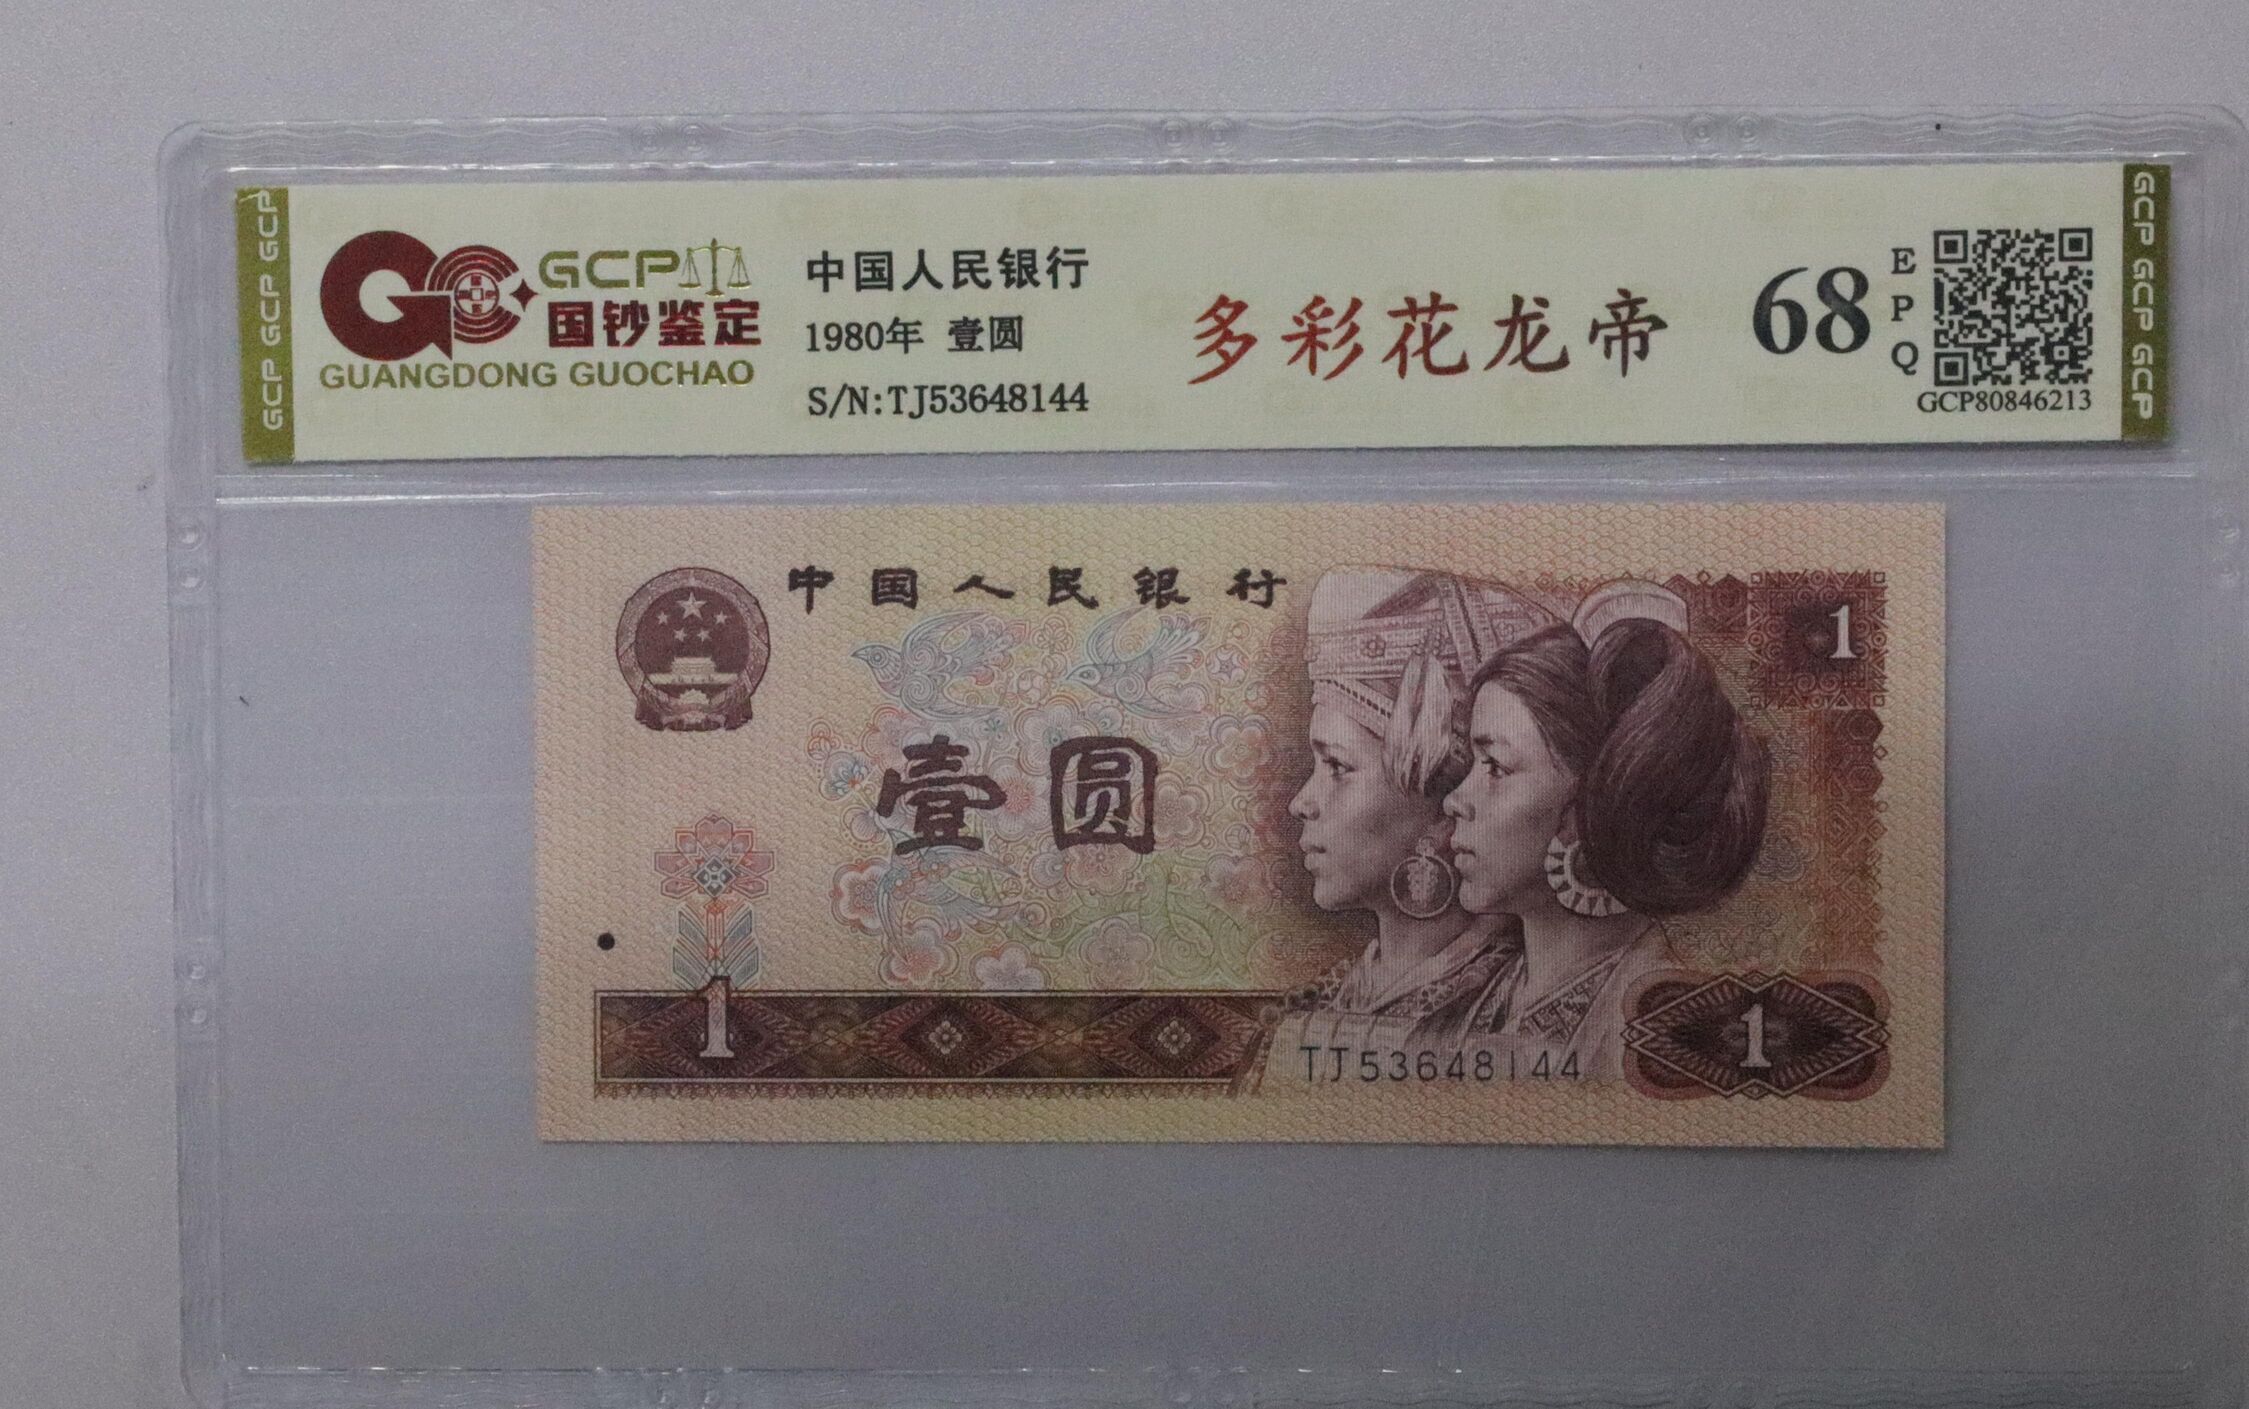 GCP GCP GCP
GCP
国钞鉴定
GUANGDONG GUOCHAO
中国人民银行
1980年 壹圆
S/N:TJ53648144
多彩花龙帝
68
EPQ
GCP80846213
GCP GCP GCP
中国人民银行
1
壹圆
1
1
TJ53648144